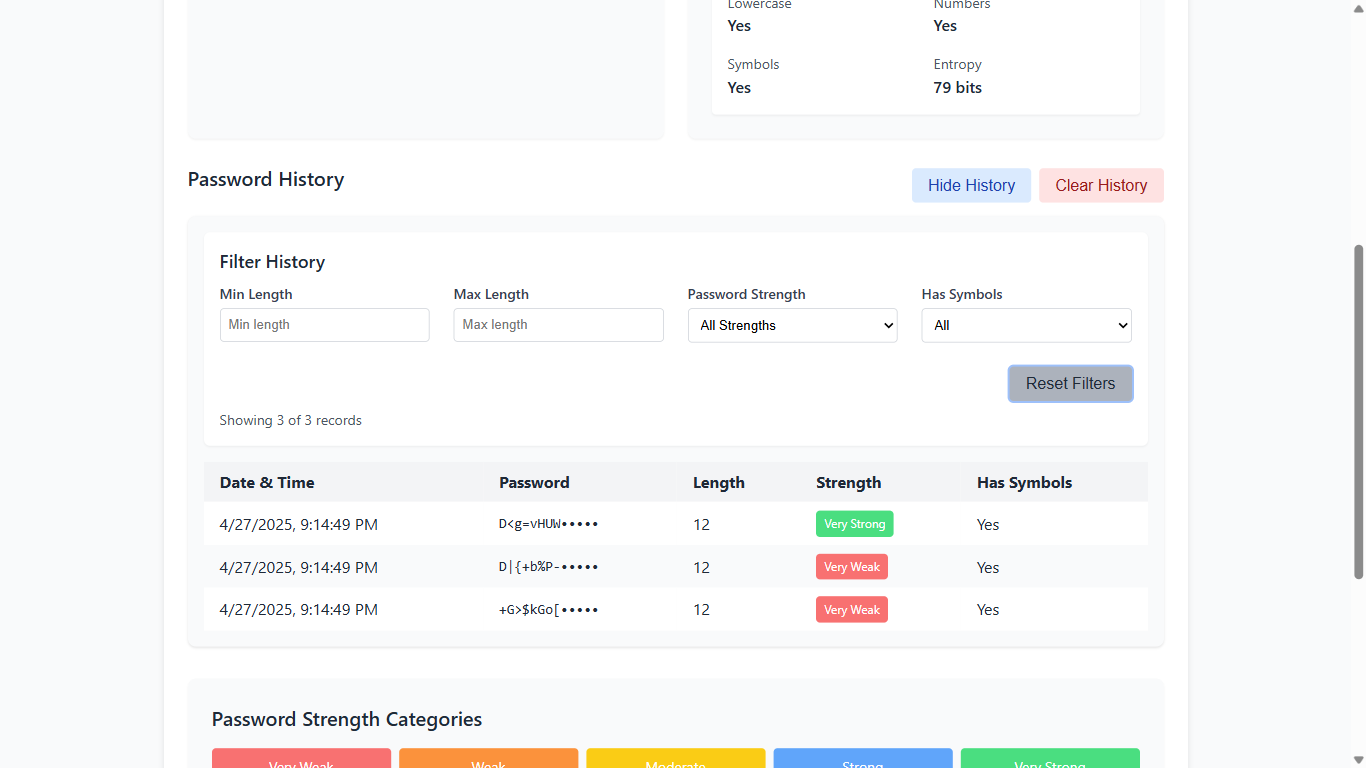 Lowercase
Numbers
Yes
Yes
Symbols
Entropy
Yes
79 bits
Password History
Hide History
Clear History
Filter History
Min Length
Max Length
Password Strength
Has Symbols
Min length
Max length
All Strengths
All
Reset Filters
Showing 3 of 3 records
Date & Time Password Length Strength Has Symbols
4/27/2025, 9:14:49 PM D<g=vHUW••••• 12 Very Strong Yes
4/27/2025, 9:14:49 PM D|{+b%P-••••• 12 Very Weak Yes
4/27/2025, 9:14:49 PM +G>$kGo[••••• 12 Very Weak Yes
Password Strength Categories
Very Weak
Weak
Moderate
Strong
Very Strong